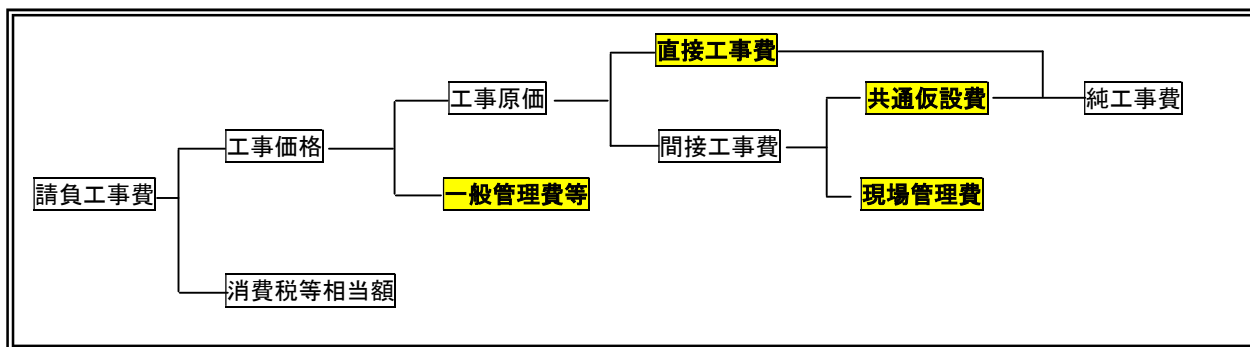 直接工事費
工事原価
共通仮設費
純工事費
工事価格
間接工事費
請負工事費
一般管理費等
現場管理費
消費税等相当額